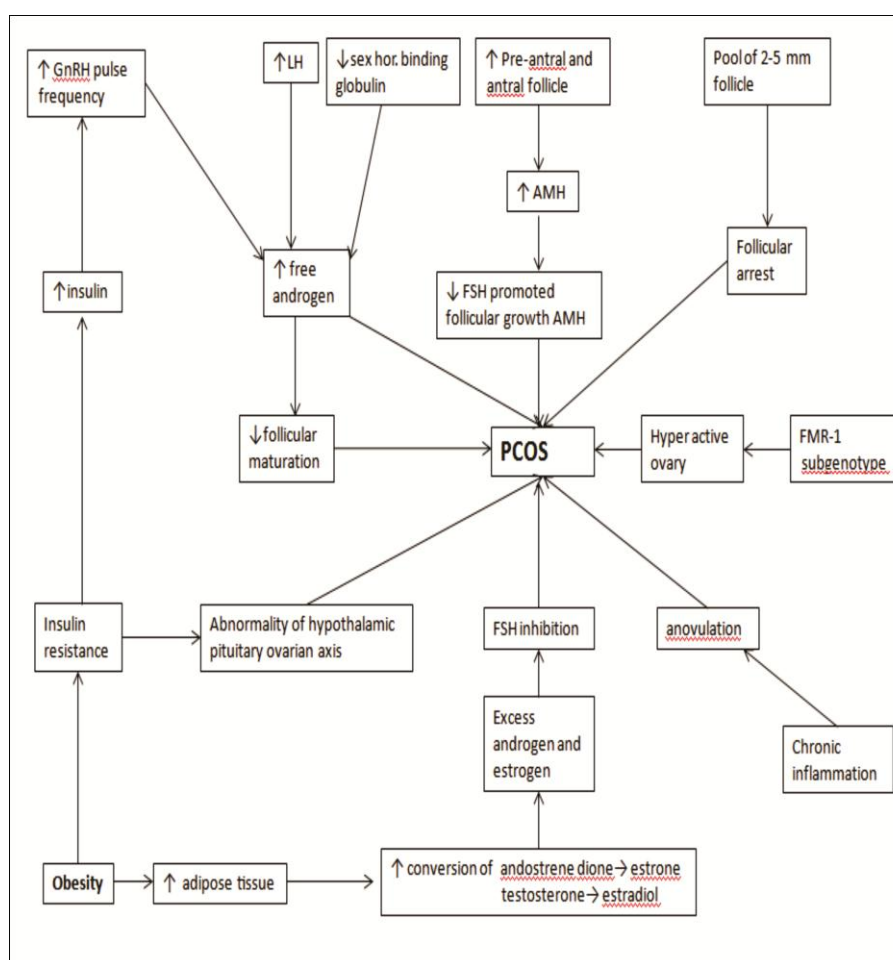 ↑ GnRH pulse
frequency
↑LH
↓sex hor. binding
globulin
↑ Pre-antral and
antral follicle
Pool of 2-5 mm
follicle
↑ AMH
↑insulin
↑ free
androgen
↓ FSH promoted
follicular growth AMH
Follicular
arrest
↓follicular
maturation
PCOS
Hyper active
ovary
FMR-1
subgenotype
Insulin
resistance
Abnormality of hypothalamic
pituitary ovarian axis
FSH inhibition
anovulation
Excess
androgen and
estrogen
Chronic
inflammation
Obesity
↑ adipose tissue
↑ conversion of andostrene dione→ estrone
testosterone→estradiol